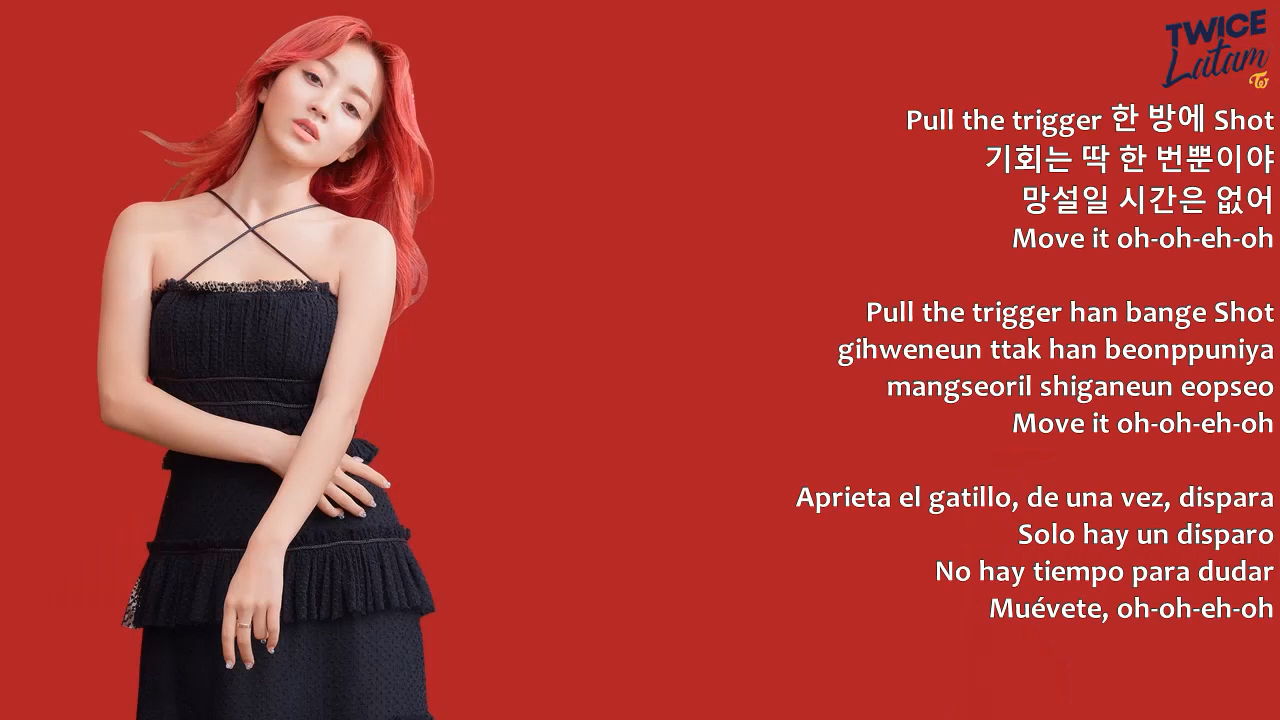 TWICE
Latam
Pull the trigger 한 방에 Shot
기회는 딱 한 번뿐이야
망설일 시간은 없어
Move it oh-oh-eh-oh
Pull the trigger han bange Shot
gihweneun ttak han beonppuniya
mangseoril shiganeun eopseo
Move it oh-oh-eh-oh
Aprieta el gatillo, de una vez, dispara
Solo hay un disparo
No hay tiempo para dudar
Muévete, oh-oh-eh-oh